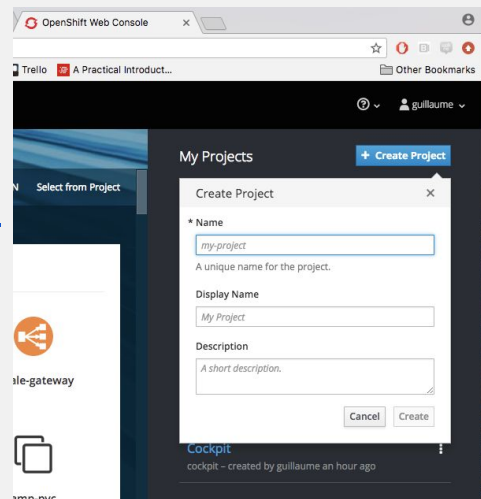 OpenShift Web Console
Trello A Practical Introduct... Other Bookmarks
guillaume
My Projects + Create Project
Select from Project
Create Project
* Name
my-project
A unique name for the project.
Display Name
My Project
Description
A short description.
ale-gateway
Cancel Create
Cockpit
cockpit – created by guillaume an hour ago